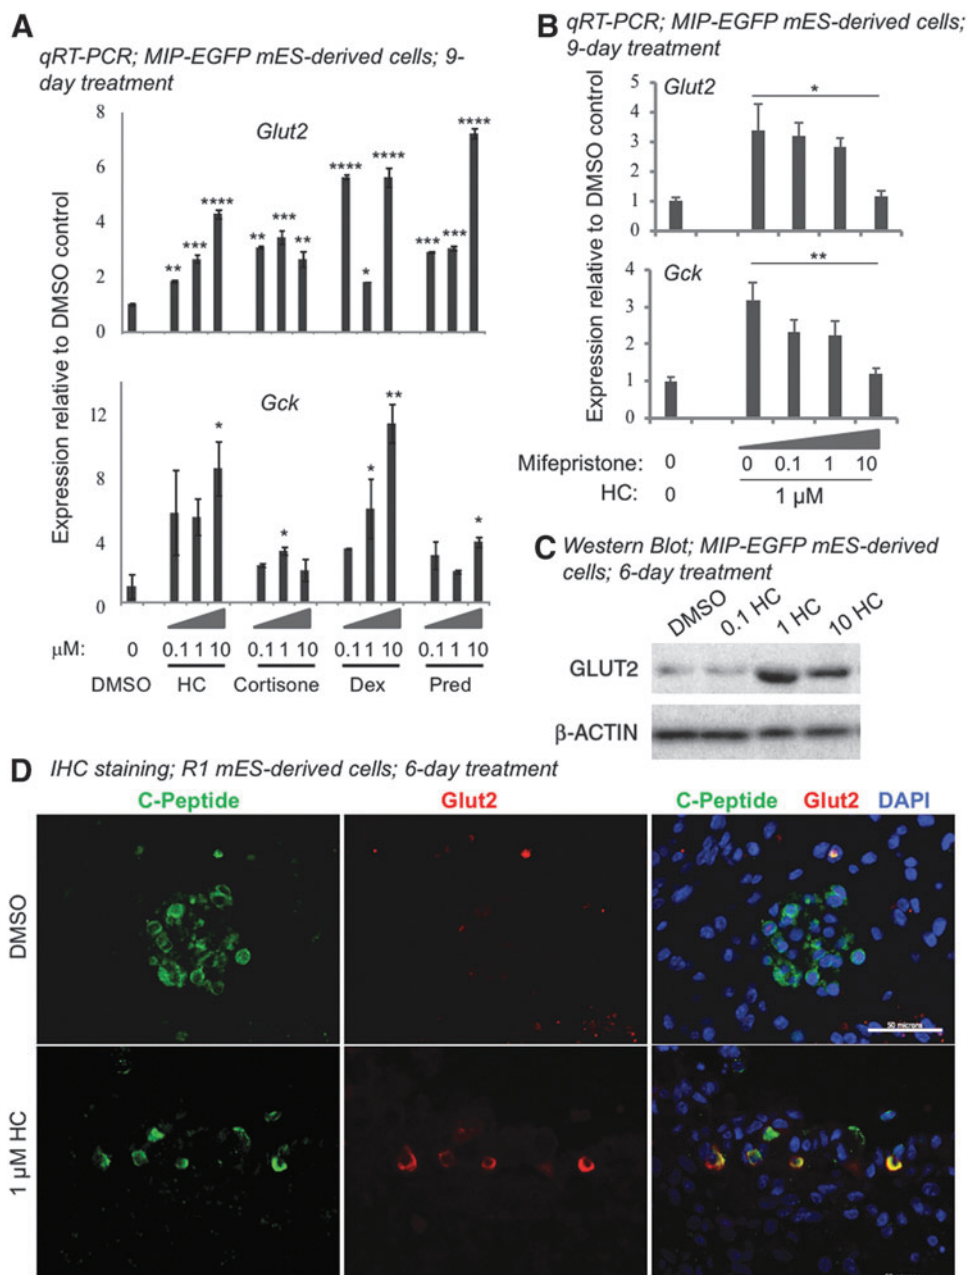 A
qRT-PCR; MIP-EGFP mES-derived cells; 9-
day treatment
Expression relative to DMSO control
8
6
4
2
0
Glut2
**
***
****
**
***
**
****
*
****
***
***
****
12
8
4
0
Gck
*
*
*
**
*
µM:
0
0.1 1 10
0.1 1 10
0.1 1 10
0.1 1 10
DMSO
HC
Cortisone
Dex
Pred
B
qRT-PCR; MIP-EGFP mES-derived cells;
9-day treatment
Expression relative to DMSO control
5
4
3
2
1
0
Glut2
*
4
3
2
1
0
Gck
**
Mifepristone:
0
0 0.1 1 10
HC:
0
1 µM
C
Western Blot; MIP-EGFP mES-derived
cells; 6-day treatment
DMSO
0.1 HC
1 HC
10 HC
GLUT2
β-ACTIN
D
IHC staining; R1 mES-derived cells; 6-day treatment
C-Peptide
Glut2
C-Peptide Glut2 DAPI
DMSO
50 microns
1 µM HC